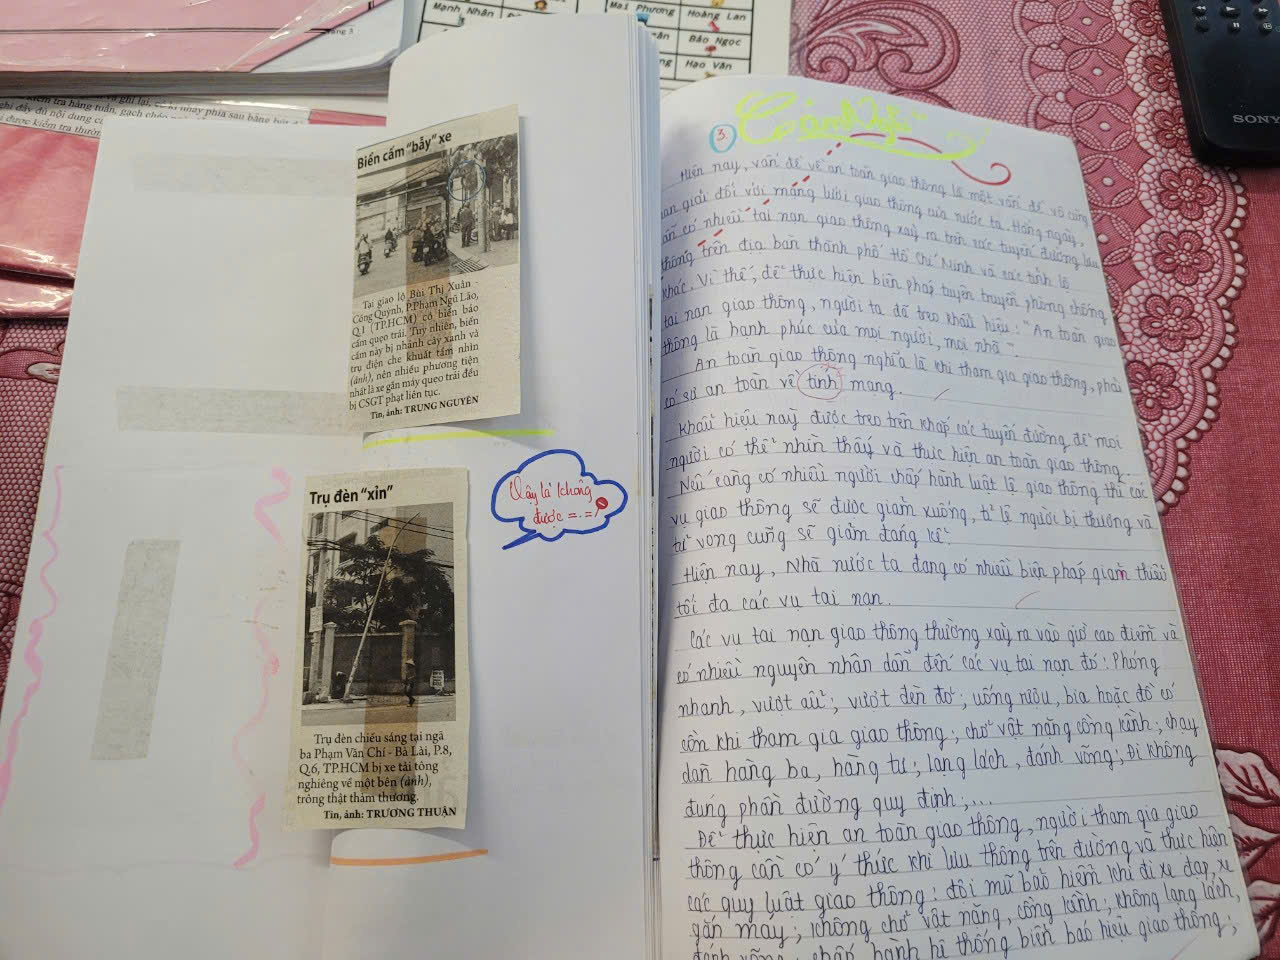 Mạnh Nhân
Mai Phương
Hoàng Lan
Bảo Ngọc
Hạo Văn
SONY
Biển cấm "bẫy" xe
Tại giao lộ Bùi Thị Xuân -
Cống Quỳnh, P.Phạm Ngũ Lão,
Q.1 (TP.HCM) có biển báo
cấm quẹo trái. Tuy nhiên, biển
cấm này bị nhánh cây xanh và
trụ điện che khuất tầm nhìn
(ảnh), nên nhiều phương tiện
nhất là xe gắn máy quẹo trái đều
bị CSGT phạt liên tục.
Tin, ảnh: TRUNG NGUYÊN
Trụ đèn "xỉn"
Trụ đèn chiếu sáng tại ngã
ba Phạm Văn Chí - Bà Lài, P.8,
Q.6, TP.HCM bị xe tải tông
nghiêng về một bên (ảnh),
trông thật thảm thương.
Tin, ảnh: TRƯƠNG THUẬN
Vậy là không
được =.=
3
Cảm Nghĩ
Hiện nay, vấn đề về an toàn giao thông là một vấn đề vô cùng
nan giải đối với mạng lưới giao thông của nước ta. Hàng ngày,
vẫn có nhiều tai nạn giao thông xảy ra trên các tuyến đường lưu
thông trên địa bàn thành phố Hồ Chí Minh và các tỉnh lộ
khác. Vì thế, để thực hiện biện pháp tuyên truyền phòng chống
tai nạn giao thông, người ta đã treo khẩu hiệu: "An toàn giao
thông là hạnh phúc của mọi người, mọi nhà".
An toàn giao thông nghĩa là khi tham gia giao thông, phải
có sự an toàn về tinh mạng.
Khẩu hiệu này được treo trên khắp các tuyến đường để mọi
người có thể nhìn thấy và thực hiện an toàn giao thông.
Nếu càng có nhiều người chấp hành luật lệ giao thông thì các
vụ giao thông sẽ được giảm xuống, tỉ lệ người bị thương và
tử vong cũng sẽ giảm đáng kể.
Hiện nay, Nhà nước ta đang có nhiều biện pháp giảm thiểu
tối đa các vụ tai nạn.
Các vụ tai nạn giao thông thường xảy ra vào giờ cao điểm và
có nhiều nguyên nhân dẫn đến các vụ tai nạn đó: Phóng
nhanh, vượt ẩu; vượt đèn đỏ; uống rượu, bia hoặc đồ có
cồn khi tham gia giao thông; chở vật nặng cồng kềnh; chạy
dàn hàng ba, hàng tư; lạng lách, đánh võng; Đi không
đúng phần đường quy định;...
Để thực hiện an toàn giao thông, người tham gia giao
thông cần có ý thức khi lưu thông trên đường và thực hiện
các quy luật giao thông: đội mũ bảo hiểm khi đi xe đạp, xe
gắn máy; không chở vật nặng, cồng kềnh; không lạng lách,
đánh võng; chấp hành hệ thống biển báo hiệu giao thông;